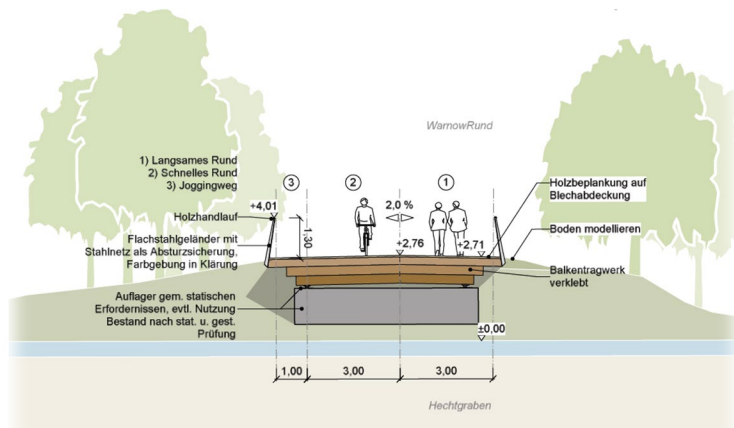 WarnowRund
1) Langsames Rund
2) Schnelles Rund
3) Joggingweg
3
2
1
Holzhandlauf
+4,01
1,30
2,0 %
+2,76
+2,71
Holzbeplankung auf
Blechabdeckung
Boden modellieren
Flachstahlgeländer mit
Stahlnetz als Absturzsicherung,
Farbgebung in Klärung
Balkentragwerk
verklebt
Auflager gem. statischen
Erfordernissen, evtl. Nutzung
Bestand nach stat. u. gest.
Prüfung
±0,00
1,00
3,00
3,00
Hechtgraben